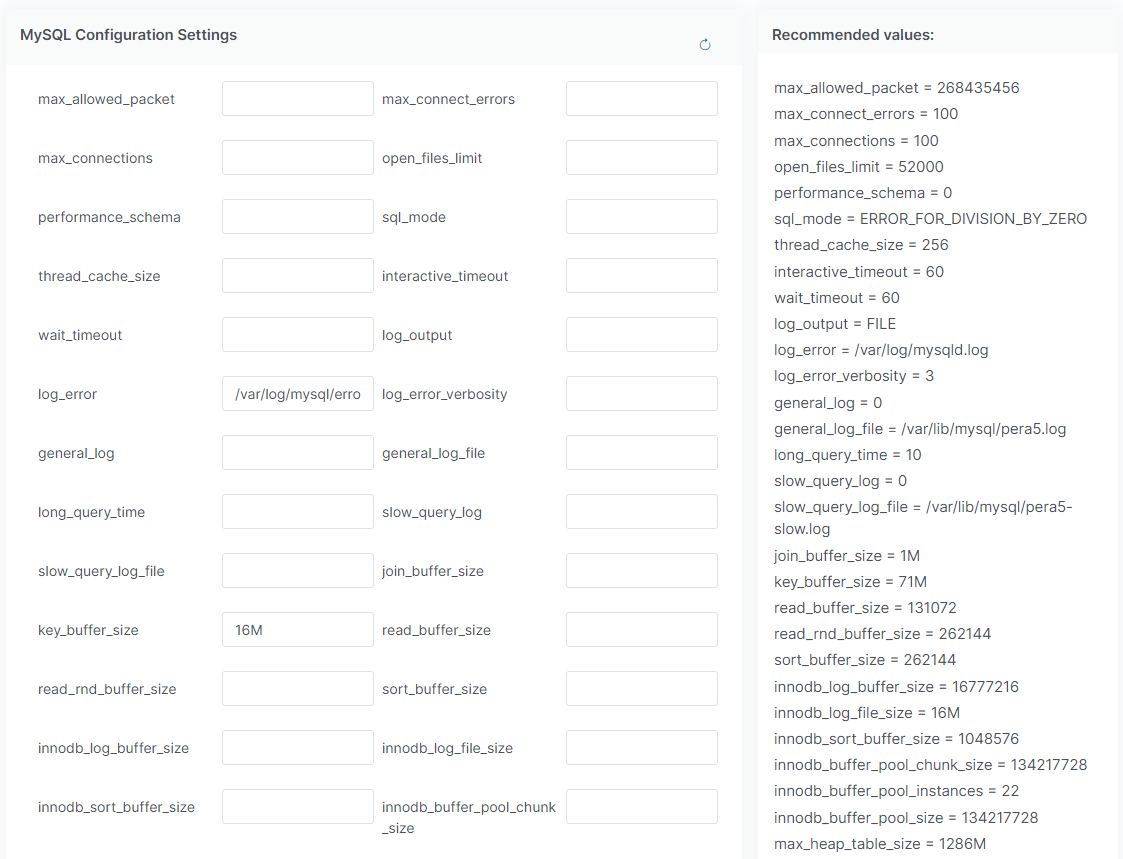 MySQL Configuration Settings
max_allowed_packet
max_connect_errors
max_connections
open_files_limit
performance_schema
sql_mode
thread_cache_size
interactive_timeout
wait_timeout
log_output
log_error
/var/log/mysql/erro
log_error_verbosity
general_log
general_log_file
long_query_time
slow_query_log
slow_query_log_file
join_buffer_size
key_buffer_size
16M
read_buffer_size
read_rnd_buffer_size
sort_buffer_size
innodb_log_buffer_size
innodb_log_file_size
innodb_sort_buffer_size
innodb_buffer_pool_chunk
_size
Recommended values:
max_allowed_packet = 268435456
max_connect_errors = 100
max_connections = 100
open_files_limit = 52000
performance_schema = 0
sql_mode = ERROR_FOR_DIVISION_BY_ZERO
thread_cache_size = 256
interactive_timeout = 60
wait_timeout = 60
log_output = FILE
log_error = /var/log/mysqld.log
log_error_verbosity = 3
general_log = 0
general_log_file = /var/lib/mysql/pera5.log
long_query_time = 10
slow_query_log = 0
slow_query_log_file = /var/lib/mysql/pera5-
slow.log
join_buffer_size = 1M
key_buffer_size = 71M
read_buffer_size = 131072
read_rnd_buffer_size = 262144
sort_buffer_size = 262144
innodb_log_buffer_size = 16777216
innodb_log_file_size = 16M
innodb_sort_buffer_size = 1048576
innodb_buffer_pool_chunk_size = 134217728
innodb_buffer_pool_instances = 22
innodb_buffer_pool_size = 134217728
max_heap_table_size = 1286M